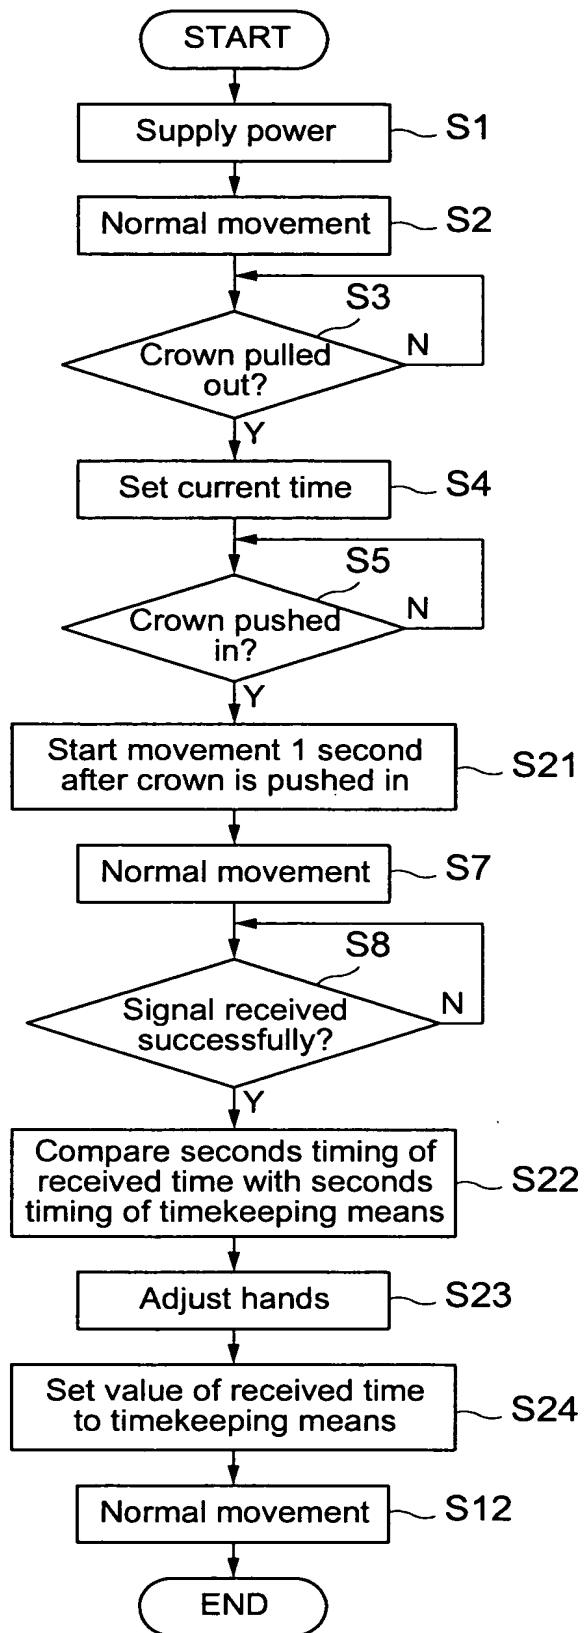 START
Supply power
S1
Normal movement
S2
S3
Crown pulled
out?
N
Y
Set current time
S4
S5
Crown pushed
in?
N
Y
Start movement 1 second
after crown is pushed in
S21
Normal movement
S7
S8
Signal received
successfully?
N
Y
Compare seconds timing of
received time with seconds
timing of timekeeping means
S22
Adjust hands
S23
Set value of received time
to timekeeping means
S24
Normal movement
S12
END